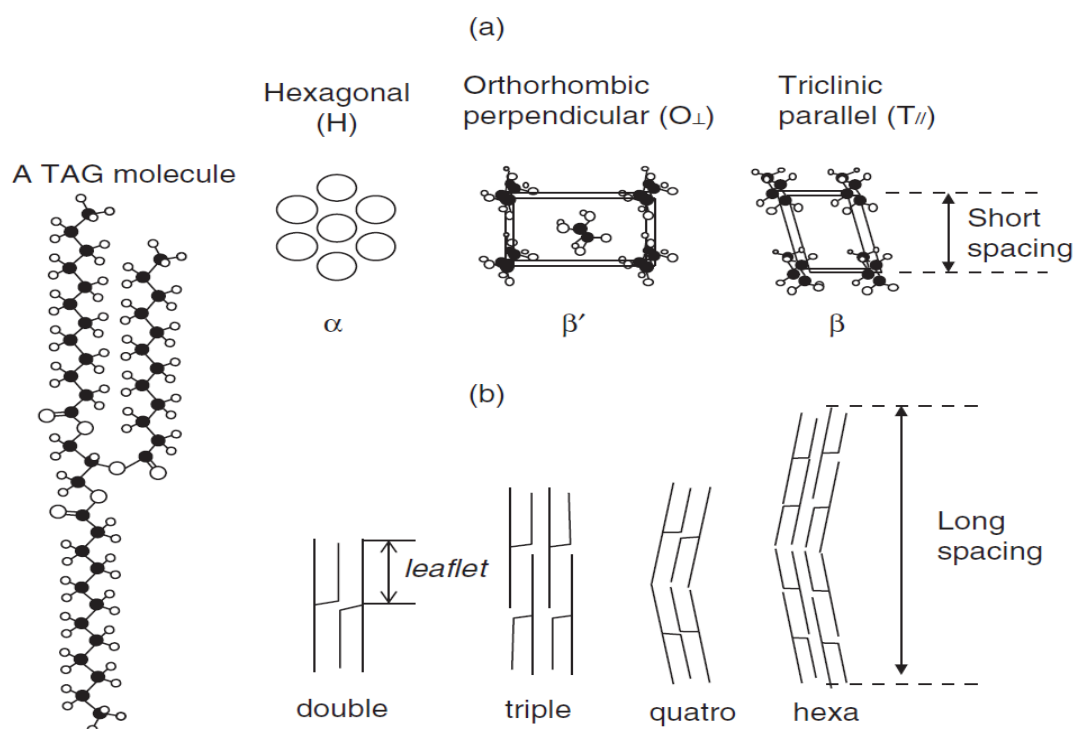 (a)
Hexagonal
(H)
Orthorhombic
perpendicular (O⊥)
Triclinic
parallel (T//)
A TAG molecule
Short
spacing
α
β′
β
(b)
leaflet
Long
spacing
double
triple
quatro
hexa